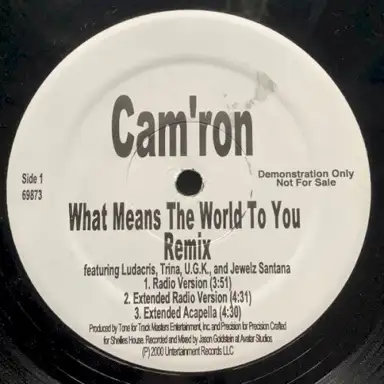 Cam'ron
Side 1
69873
Demonstration Only
Not For Sale
What Means The World To You
Remix
featuring Ludacris, Trina, U.G.K., and Jewelz Santana
1. Radio Version (3:51)
2. Extended Radio Version (4:31)
3. Extended Acapella (4:30)
Produced by Tone for Track Masters Entertainment, Inc. and Precision for Precision Crafted
for Shellies House. Recorded and Mixed by Jason Goldstein at Avatar Studios.
(P) 2000 Untertainment Records LLC